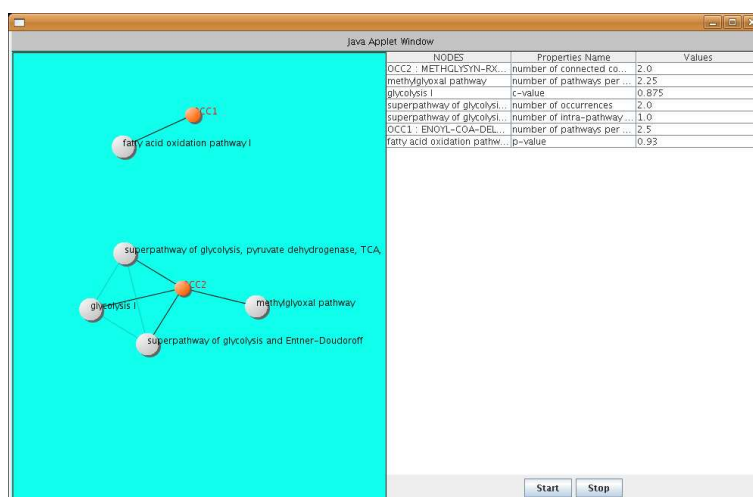 Java Applet Window
OCC1
fatty acid oxidation pathway I
superpathway of glycolysis, pyruvate dehydrogenase, TCA,
OCC2
glycolysis I
methylglyoxal pathway
superpathway of glycolysis and Entner-Doudoroff
NODES Properties Name Values
OCC2 : METHGLYSYN-RX... number of connected co... 2.0
methylglyoxal pathway number of pathways per ... 2.25
glycolysis I c-value 0.875
superpathway of glycolysi... number of occurrences 2.0
superpathway of glycolysi... number of intra-pathway ... 1.0
OCC1 : ENOYL-COA-DEL... number of pathways per ... 2.5
fatty acid oxidation pathw... p-value 0.93
Start Stop